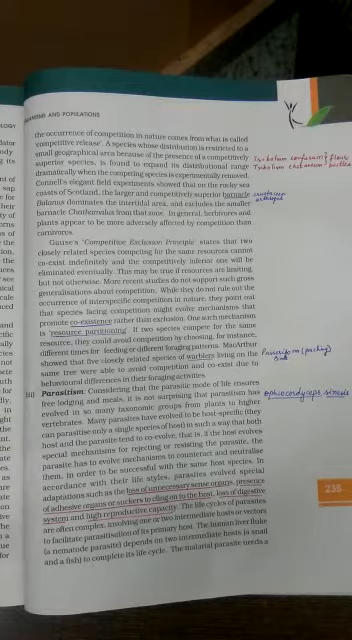 ORGANISMS AND POPULATIONS
the occurrence of competition in nature comes from what is called
'competitive release'. A species whose distribution is restricted to a
small geographical area because of the presence of a competitively
superior species, is found to expand its distributional range
dramatically when the competing species is experimentally removed.
Connell's elegant field experiments showed that on the rocky sea
coasts of Scotland, the larger and competitively superior barnacle
Balanus dominates the intertidal area, and excludes the smaller
barnacle Chathamalus from that zone. In general, herbivores and
plants appear to be more adversely affected by competition than
carnivores.
Gause's 'Competitive Exclusion Principle' states that two
closely related species competing for the same resources cannot
co-exist indefinitely and the competitively inferior one will be
eliminated eventually. This may be true if resources are limiting,
but not otherwise. More recent studies do not support such gross
generalisations about competition. While they do not rule out the
occurrence of interspecific competition in nature, they point out
that species facing competition might evolve mechanisms that
promote co-existence rather than exclusion. One such mechanism
is 'resource partitioning'. If two species compete for the same
resource, they could avoid competition by choosing, for instance,
different times for feeding or different foraging patterns. MacArthur
showed that five closely related species of warblers living on the
same tree were able to avoid competition and co-exist due to
behavioural differences in their foraging activities.
(iii) Parasitism: Considering that the parasitic mode of life ensures
free lodging and meals, it is not surprising that parasitism has
evolved in so many taxonomic groups from plants to higher
vertebrates. Many parasites have evolved to be host-specific (they
can parasitise only a single species of host) in such a way that both
host and the parasite tend to co-evolve; that is, if the host evolves
special mechanisms for rejecting or resisting the parasite, the
parasite has to evolve mechanisms to counteract and neutralise
them, in order to be successful with the same host species. In
accordance with their life styles, parasites evolved special
adaptations such as the loss of unnecessary sense organs, presence
of adhesive organs or suckers to cling on to the host, loss of digestive
system and high reproductive capacity. The life cycles of parasites
are often complex, involving one or two intermediate hosts or vectors
to facilitate parasitisation of its primary host. The human liver fluke
(a nematode parasite) depends on two intermediate hosts (a snail
and a fish) to complete its life cycle. The malarial parasite needs a
Tribolium confusum } flour
Tribolium castaneum } beetles
crustacean
arthropod
Passeriform (perching)
ophiocordyceps sinesis
235